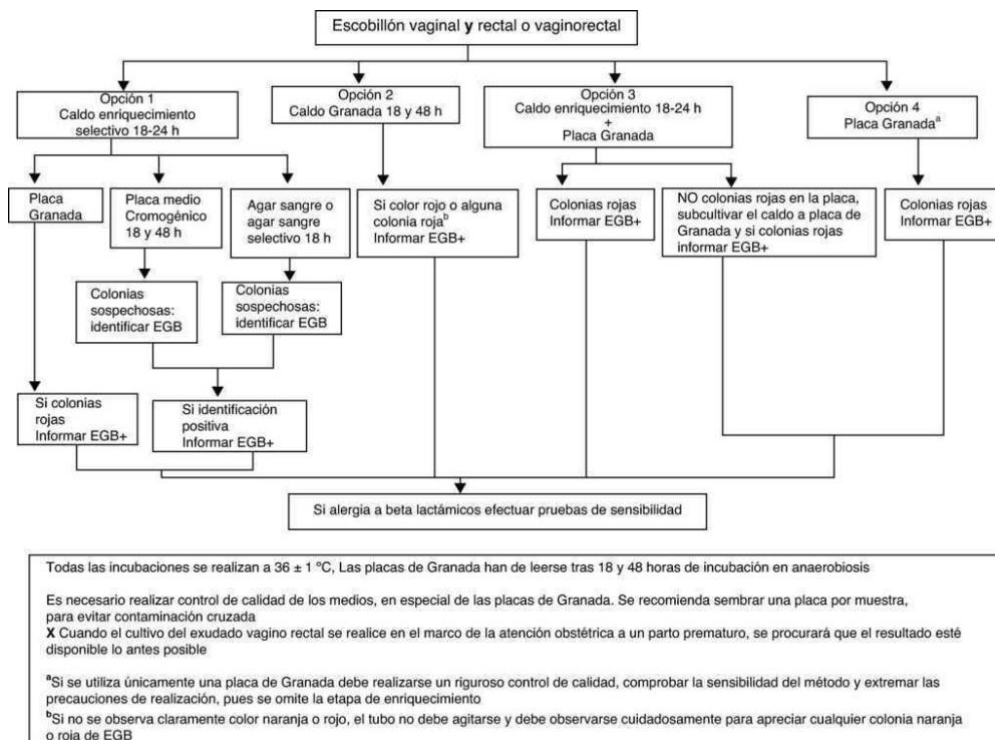 Escobillón vaginal y rectal o vaginorectal
Opción 1
Caldo enriquecimiento
selectivo 18-24 h
Opción 2
Caldo Granada 18 y 48 h
Opción 3
Caldo enriquecimiento 18-24 h
+
Placa Granada
Opción 4
Placa Granadaª
Placa
Granada
Placa medio
Cromogénico
18 y 48 h
Agar sangre o
agar sangre
selectivo 18 h
Si color rojo o alguna
colonia rojaᵇ
Informar EGB+
Colonias rojas
Informar EGB+
NO colonias rojas en la placa,
subcultivar el caldo a placa de
Granada y si colonias rojas
informar EGB+
Colonias rojas
Informar EGB+
Colonias
sospechosas:
identificar EGB
Colonias
sospechosas:
identificar EGB
Si colonias
rojas
Informar EGB+
Si identificación
positiva
Informar EGB+
Si alergia a beta lactámicos efectuar pruebas de sensibilidad
Todas las incubaciones se realizan a 36 ± 1 ºC, Las placas de Granada han de leerse tras 18 y 48 horas de incubación en anaerobiosis
Es necesario realizar control de calidad de los medios, en especial de las placas de Granada. Se recomienda sembrar una placa por muestra,
para evitar contaminación cruzada
X Cuando el cultivo del exudado vagino rectal se realice en el marco de la atención obstétrica a un parto prematuro, se procurará que el resultado esté
disponible lo antes posible
ªSi se utiliza únicamente una placa de Granada debe realizarse un riguroso control de calidad, comprobar la sensibilidad del método y extremar las
precauciones de realización, pues se omite la etapa de enriquecimiento
ᵇSi no se observa claramente color naranja o rojo, el tubo no debe agitarse y debe observarse cuidadosamente para apreciar cualquier colonia naranja
o roja de EGB